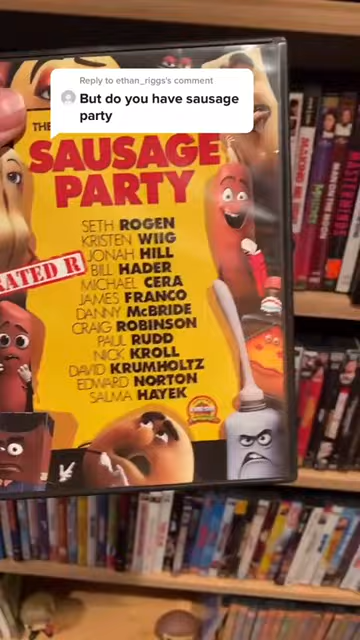 Reply to ethan_riggs's comment
But do you have sausage
party
THE
SAUSAGE
PARTY
SETH ROGEN
KRISTEN WIIG
JONAH HILL
RATED R
BILL HADER
MICHAEL CERA
JAMES FRANCO
DANNY McBRIDE
CRAIG ROBINSON
PAUL RUDD
NICK KROLL
DAVID KRUMHOLTZ
EDWARD NORTON
SALMA HAYEK